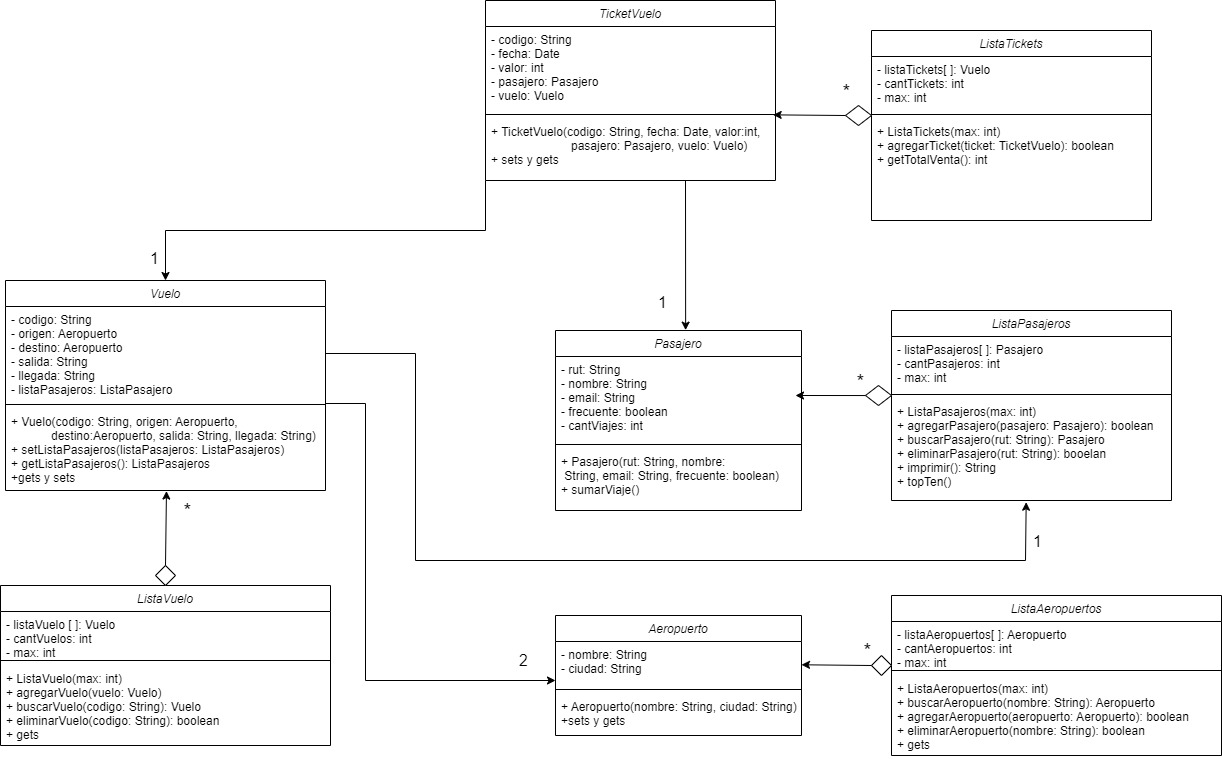 TicketVuelo
- codigo: String
- fecha: Date
- valor: int
- pasajero: Pasajero
- vuelo: Vuelo
+ TicketVuelo(codigo: String, fecha: Date, valor:int,
pasajero: Pasajero, vuelo: Vuelo)
+ sets y gets
ListaTickets
- listaTickets[ ]: Vuelo
- cantTickets: int
- max: int
+ ListaTickets(max: int)
+ agregarTicket(ticket: TicketVuelo): boolean
+ getTotalVenta(): int
*
1
1
Vuelo
- codigo: String
- origen: Aeropuerto
- destino: Aeropuerto
- salida: String
- llegada: String
- listaPasajeros: ListaPasajero
+ Vuelo(codigo: String, origen: Aeropuerto,
destino:Aeropuerto, salida: String, llegada: String)
+ setListaPasajeros(listaPasajeros: ListaPasajeros)
+ getListaPasajeros(): ListaPasajeros
+gets y sets
Pasajero
- rut: String
- nombre: String
- email: String
- frecuente: boolean
- cantViajes: int
+ Pasajero(rut: String, nombre:
String, email: String, frecuente: boolean)
+ sumarViaje()
*
ListaPasajeros
- listaPasajeros[ ]: Pasajero
- cantPasajeros: int
- max: int
+ ListaPasajeros(max: int)
+ agregarPasajero(pasajero: Pasajero): boolean
+ buscarPasajero(rut: String): Pasajero
+ eliminarPasajero(rut: String): booelan
+ imprimir(): String
+ topTen()
*
1
ListaVuelo
- listaVuelo [ ]: Vuelo
- cantVuelos: int
- max: int
+ ListaVuelo(max: int)
+ agregarVuelo(vuelo: Vuelo)
+ buscarVuelo(codigo: String): Vuelo
+ eliminarVuelo(codigo: String): boolean
+ gets
2
Aeropuerto
- nombre: String
- ciudad: String
+ Aeropuerto(nombre: String, ciudad: String)
+sets y gets
*
ListaAeropuertos
- listaAeropuertos[ ]: Aeropuerto
- cantAeropuertos: int
- max: int
+ ListaAeropuertos(max: int)
+ buscarAeropuerto(nombre: String): Aeropuerto
+ agregarAeropuerto(aeropuerto: Aeropuerto): boolean
+ eliminarAeropuerto(nombre: String): boolean
+ gets